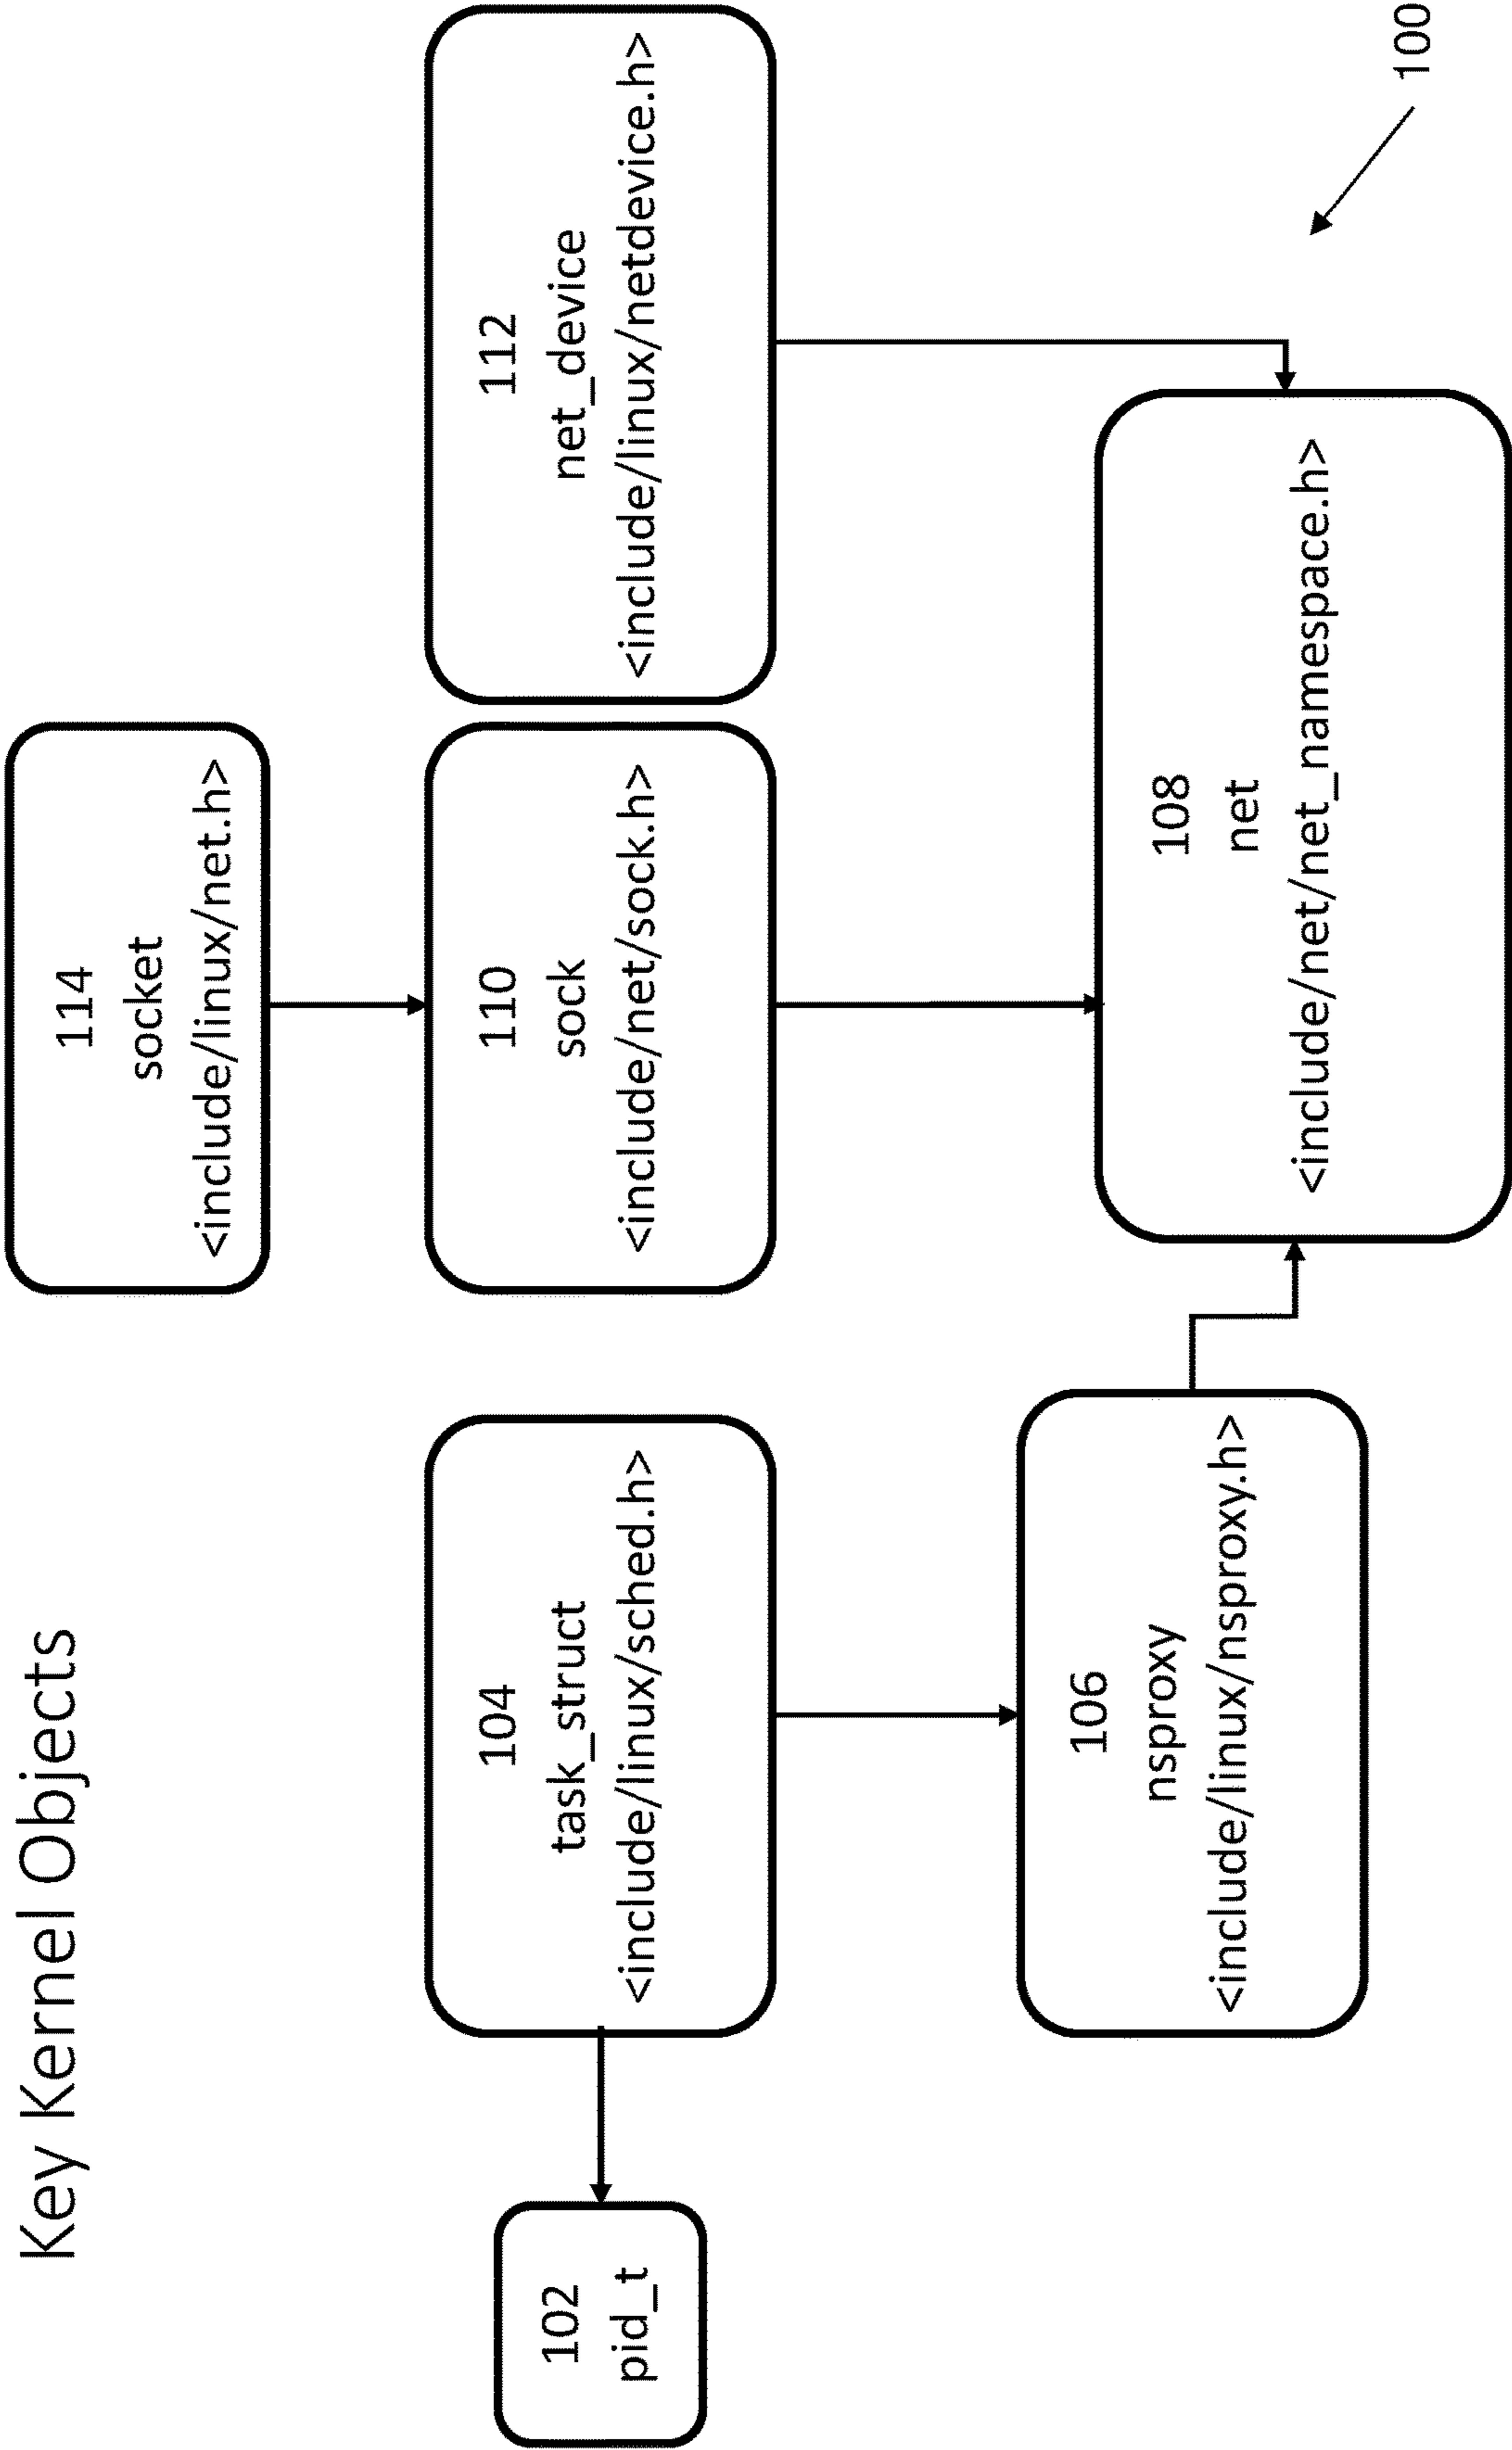 Key Kernel Objects
114
socket
<include/linux/net.h>
102
pid_t
104
task_struct
<include/linux/sched.h>
110
sock
<include/net/sock.h>
112
net_device
<include/linux/netdevice.h>
106
nsproxy
<include/linux/nsproxy.h>
108
net
<include/net/net_namespace.h>
100